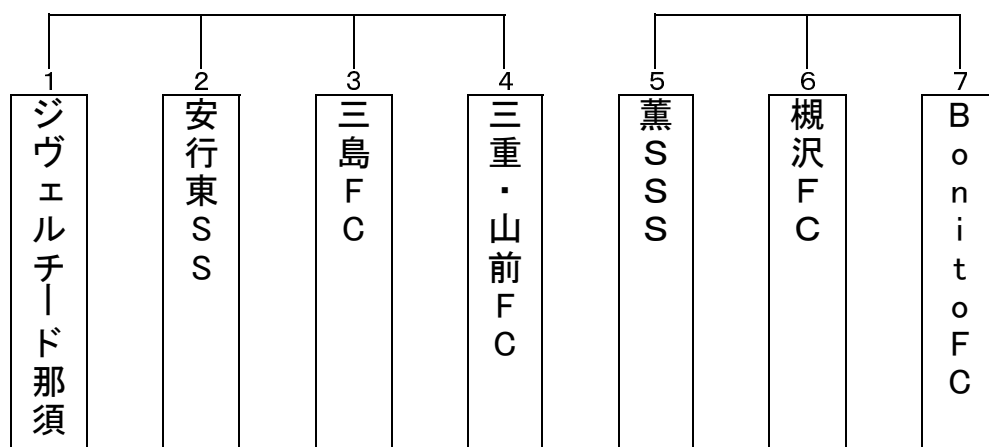 1
ジヴェルチード那須
2
安行東SS
3
三島FC
4
三重・山前FC
5
薫SSS
6
槻沢FC
7
BonitoFC